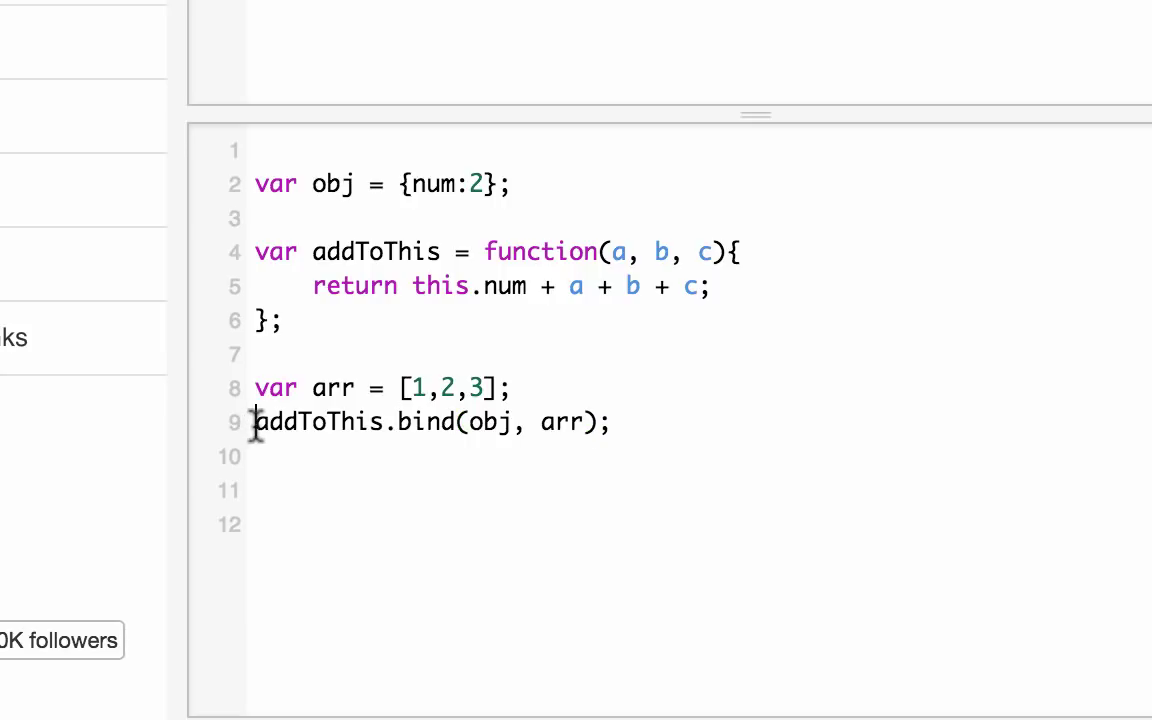 1
2 var obj = {num:2};
3
4 var addToThis = function(a, b, c){
5 return this.num + a + b + c;
6 };
7
8 var arr = [1,2,3];
9 addToThis.bind(obj, arr);
10
11
12
nks
0K followers